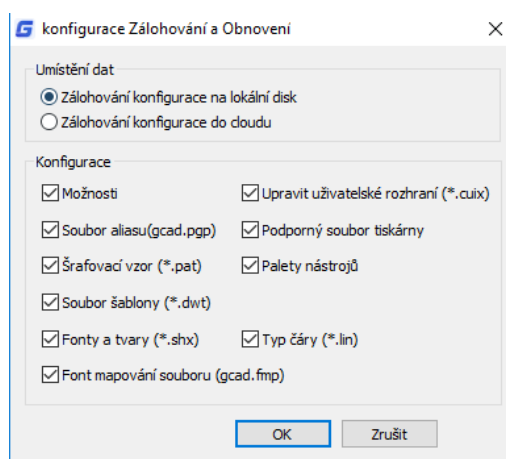 konfigurace Zálohování a Obnovení
Umístění dat
Zálohování konfigurace na lokální disk
Zálohování konfigurace do cloudu
Konfigurace
Možnosti
Upravit uživatelské rozhraní (*.cuix)
Soubor aliasu(gcad.pgp)
Podporný soubor tiskárny
Šrafovací vzor (*.pat)
Palety nástrojů
Soubor šablony (*.dwt)
Fonty a tvary (*.shx)
Typ čáry (*.lin)
Font mapování souboru (gcad.fmp)
OK
Zrušit